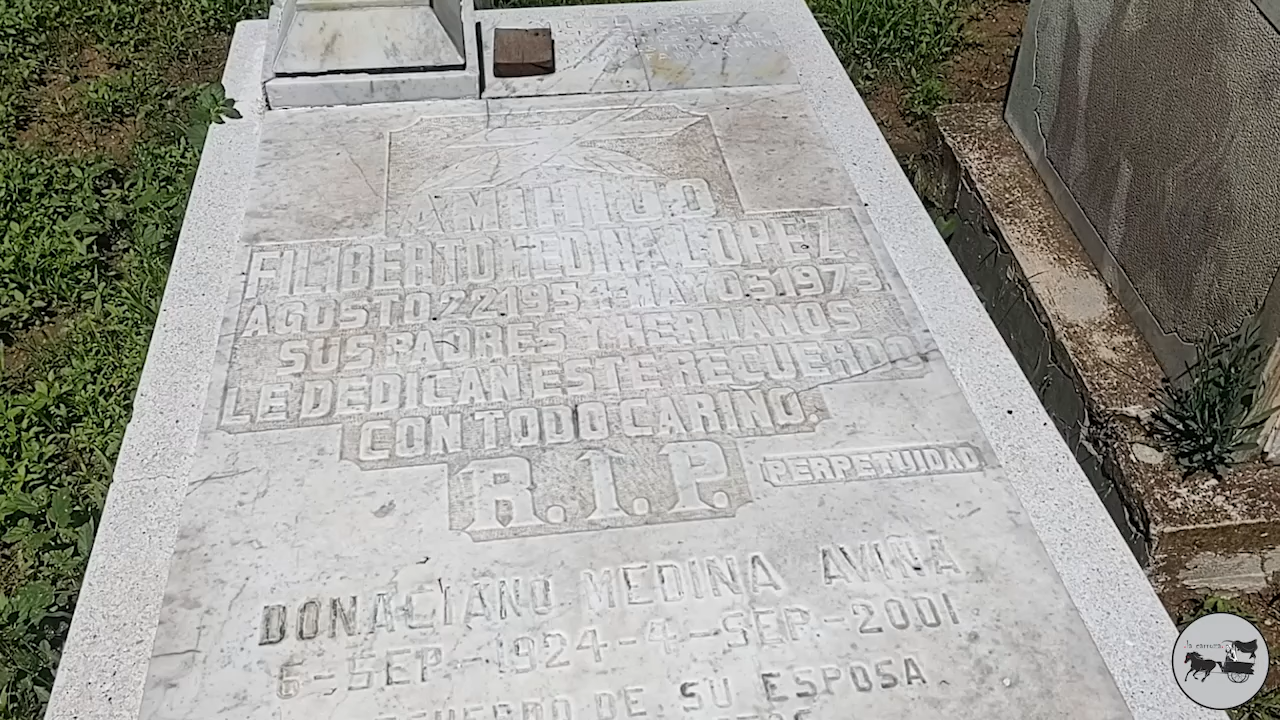 A MI HIJO
FILIBERTO MEDINA LOPEZ
AGOSTO 22 1954-MAYO 5 1973
SUS PADRES Y HERMANOS
LE DEDICAN ESTE RECUERDO
CON TODO CARIÑO
R.I.P.
PERPETUIDAD
DONACIANO MEDINA AVIÑA
6-SEP.-1924-4-SEP.-2001
DE SU ESPOSA